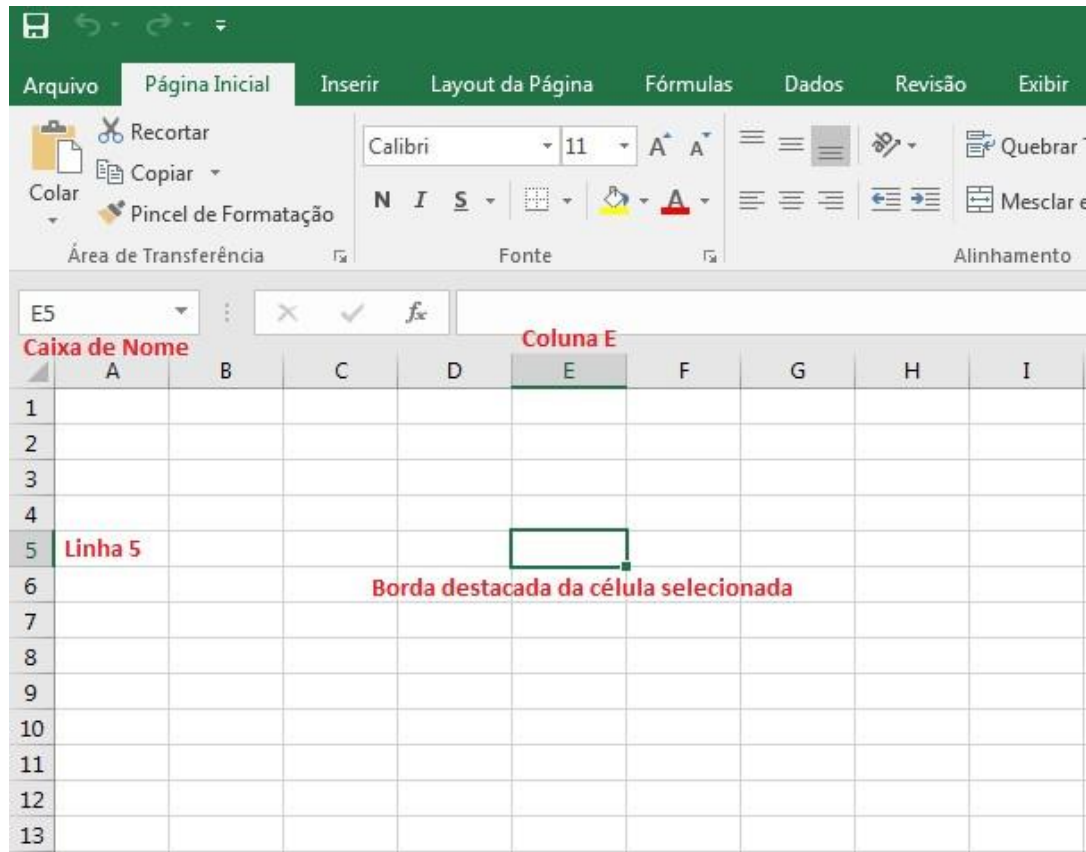 Arquivo Página Inicial Inserir Layout da Página Fórmulas Dados Revisão Exibir
Colar
Recortar
Copiar
Pincel de Formatação
Área de Transferência
Calibri 11 A A
N I S A
Fonte
Quebrar
Mesclar e
Alinhamento
E5 fx
Caixa de Nome
Coluna E
A B C D E F G H I
1
2
3
4
5 Linha 5
6 Borda destacada da célula selecionada
7
8
9
10
11
12
13